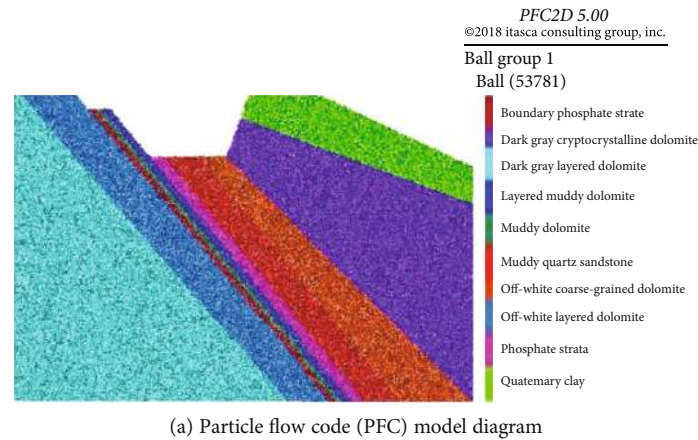 PFC2D 5.00
©2018 itasca consulting group, inc.
Ball group 1
Ball (53781)
Boundary phosphate strate
Dark gray cryptocrystalline dolomite
Dark gray layered dolomite
Layered muddy dolomite
Muddy dolomite
Muddy quartz sandstone
Off-white coarse-grained dolomite
Off-white layered dolomite
Phosphate strata
Quatemary clay
(a) Particle flow code (PFC) model diagram